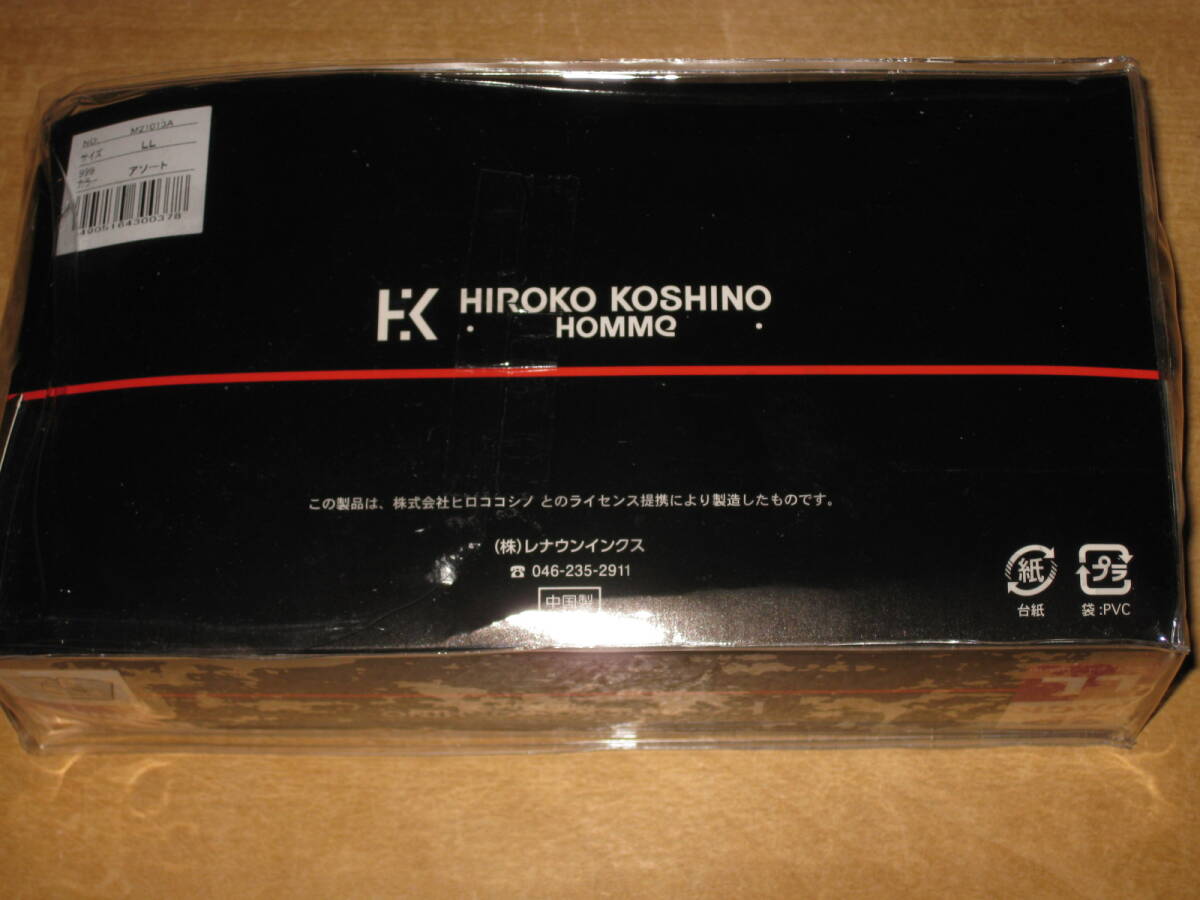 NO. M21013A
サイズ LL
999
カラー アソート
4905164300378
HK HIROKO KOSHINO
・ HOMME ・
この製品は、株式会社ヒロココシノ とのライセンス提携により製造したものです。
(株)レナウンインクス
☎ 046-235-2911
中国製
紙 プラ
台紙 袋:PVC